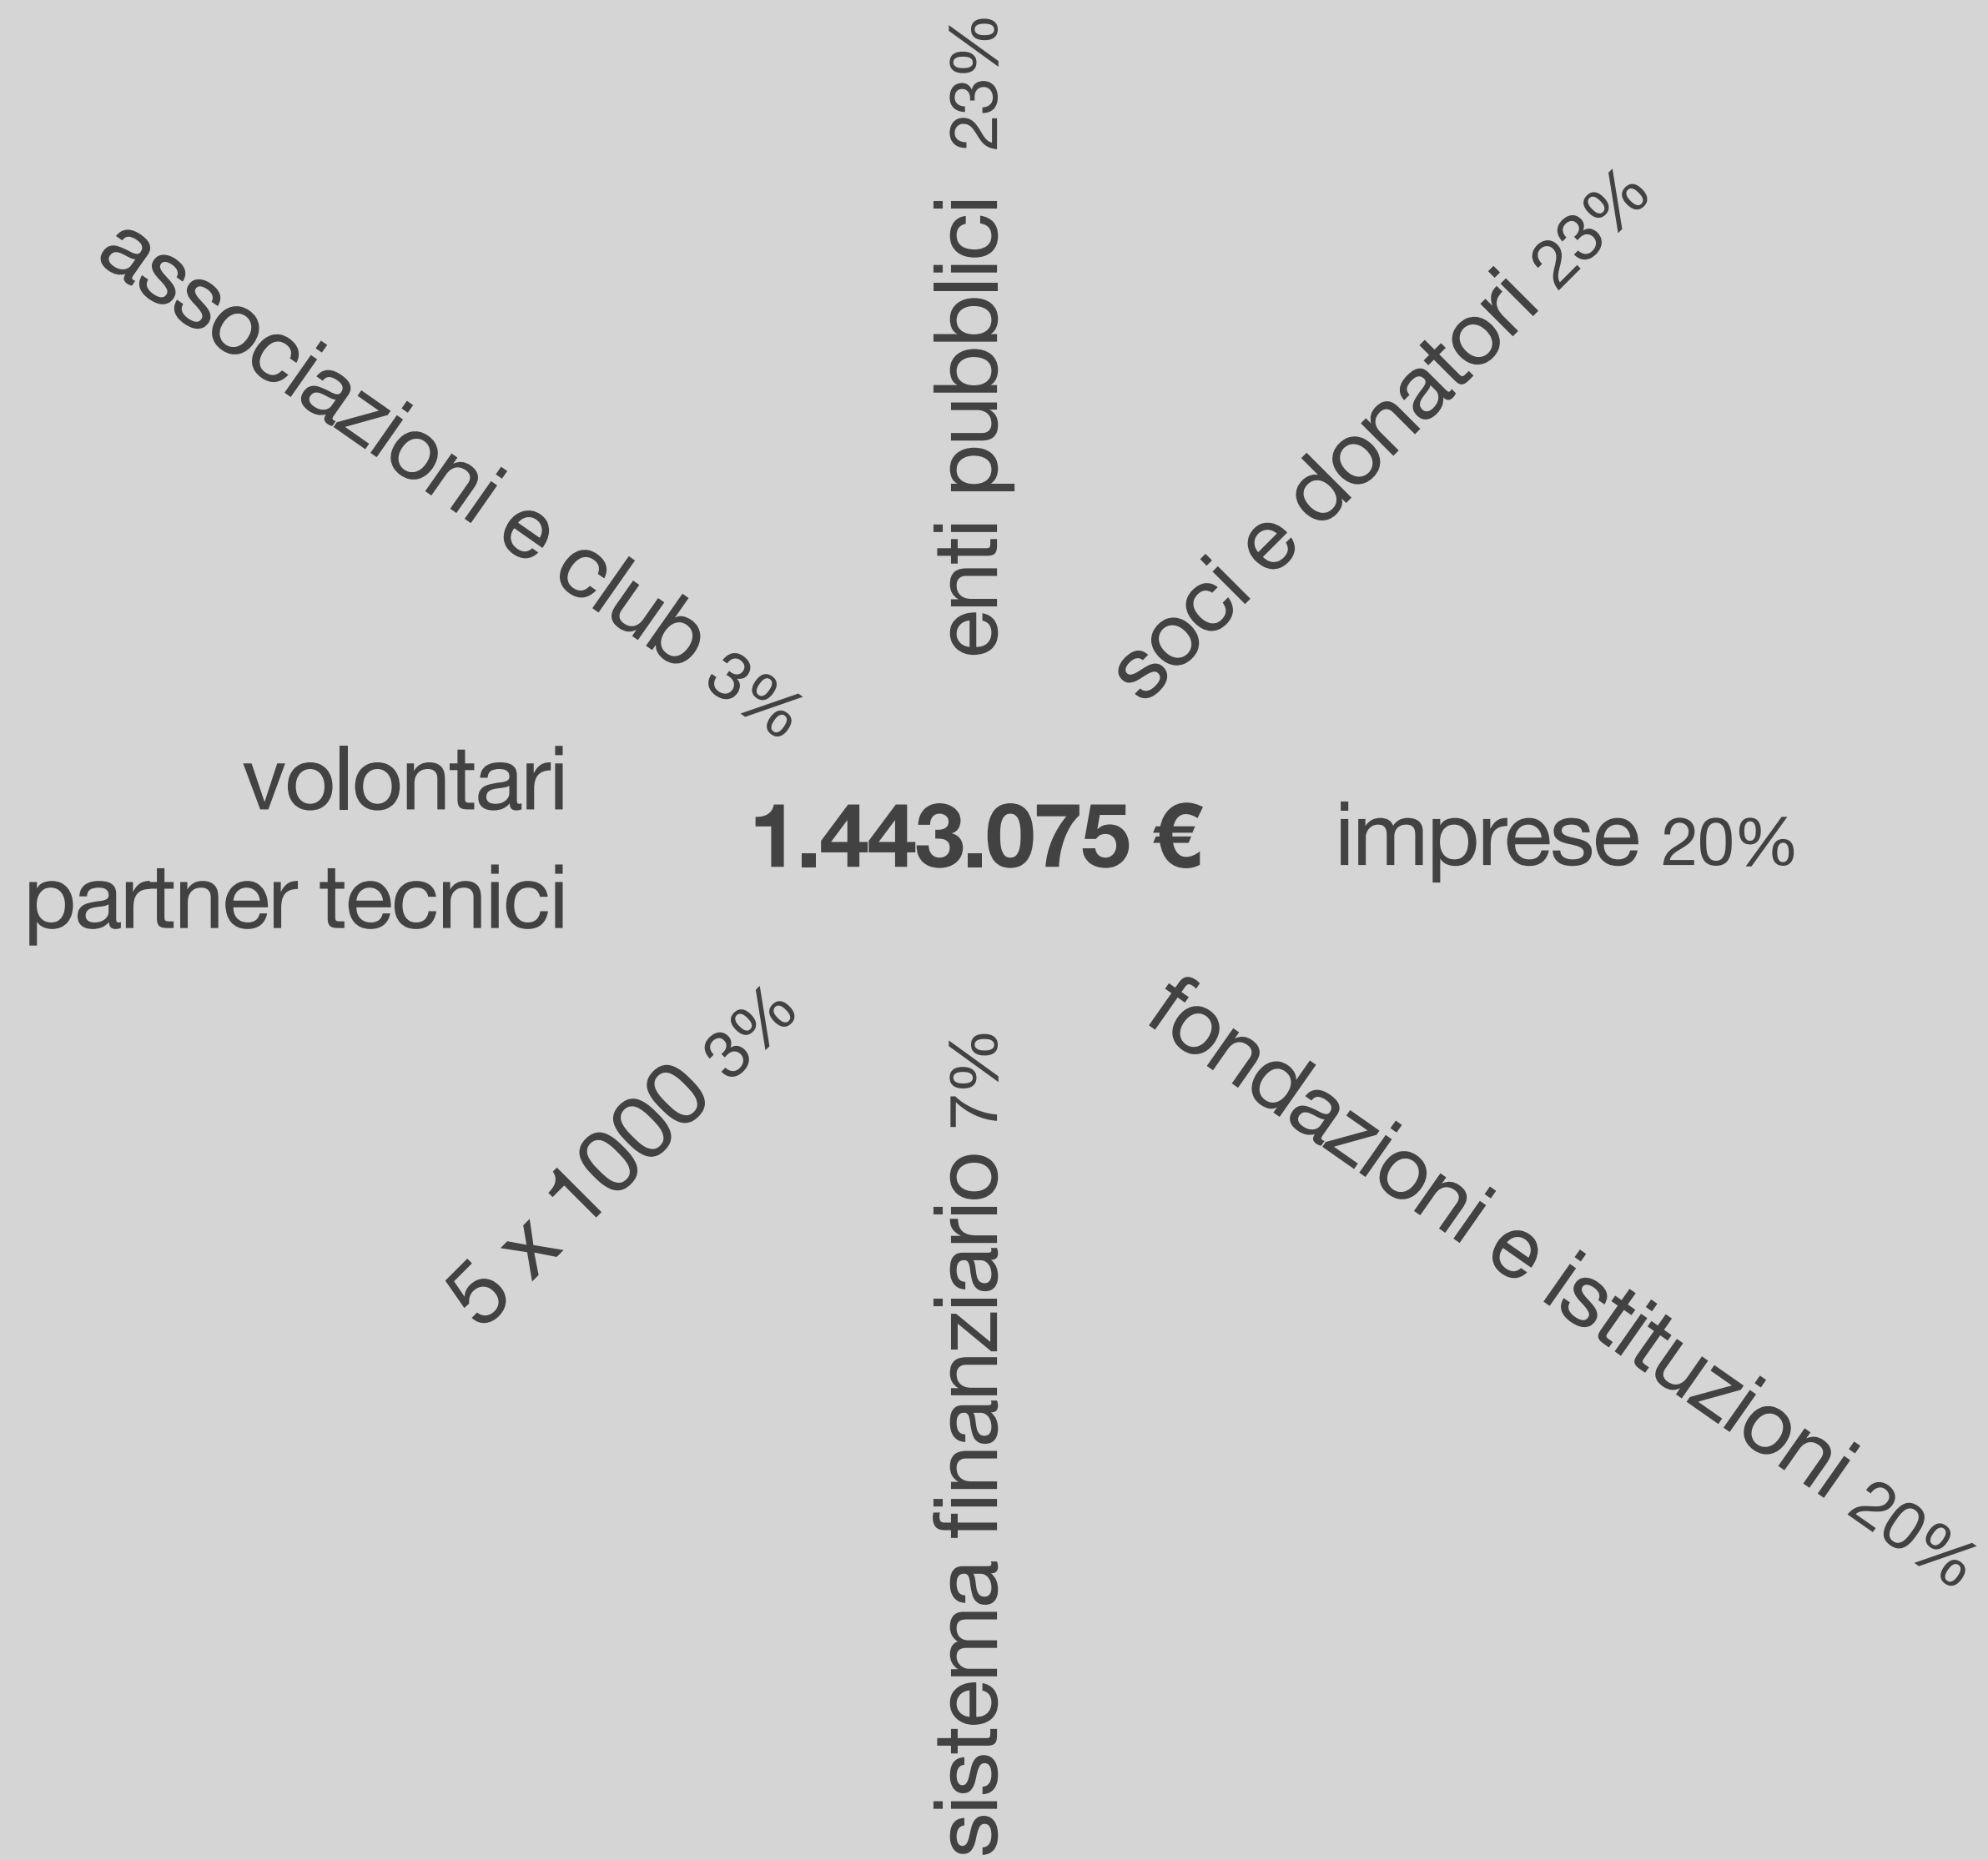 enti pubblici 23%
soci e donatori 23%
associazioni e club 3%
volontari
partner tecnici
1.443.075 €
imprese 20%
5 x 1000 3%
sistema finanziario 7%
fondazioni e istituzioni 20%